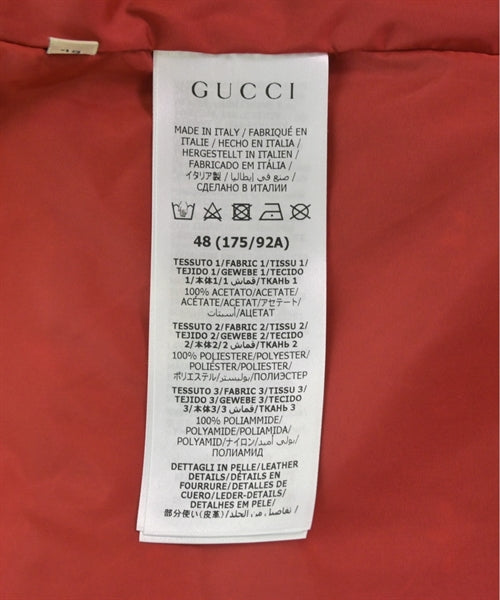 GUCCI
MADE IN ITALY / FABRIQUÉ EN
ITALIE / HECHO EN ITALIA /
HERGESTELLT IN ITALIEN /
FABRICADO EM ITÁLIA /
イタリア製 / صنع في إيطاليا /
СДЕЛАНО В ИТАЛИИ
48 (175/92A)
TESSUTO 1/FABRIC 1/TISSU 1/
TEJIDO 1/GEWEBE 1/TECIDO
1/本体1/1 قماش/ТКАНЬ 1
100% ACETATO/ACETATE/
ACÉTATE/ACETAT/アセテート/
أسيتات/АЦЕТАТ
TESSUTO 2/FABRIC 2/TISSU 2/
TEJIDO 2/GEWEBE 2/TECIDO
2/本体2/2 قماش/ТКАНЬ 2
100% POLIESTERE/POLYESTER/
POLIÉSTER/POLYESTER/
ポリエステル/بوليستر/ПОЛИЭСТЕР
TESSUTO 3/FABRIC 3/TISSU 3/
TEJIDO 3/GEWEBE 3/TECIDO
3/本体3/3 قماش/ТКАНЬ 3
100% POLIAMMIDE/
POLYAMIDE/POLIAMIDA/
POLYAMID/ナイロン/بولي أميد/
ПОЛИАМИД
DETTAGLI IN PELLE/LEATHER
DETAILS/DÉTAILS EN
FOURRURE/ DETALLES DE
CUERO/LEDER-DETAILS/
DETALHES EM PELE/
部分使い(皮革)/ تفاصيل من الجلد/